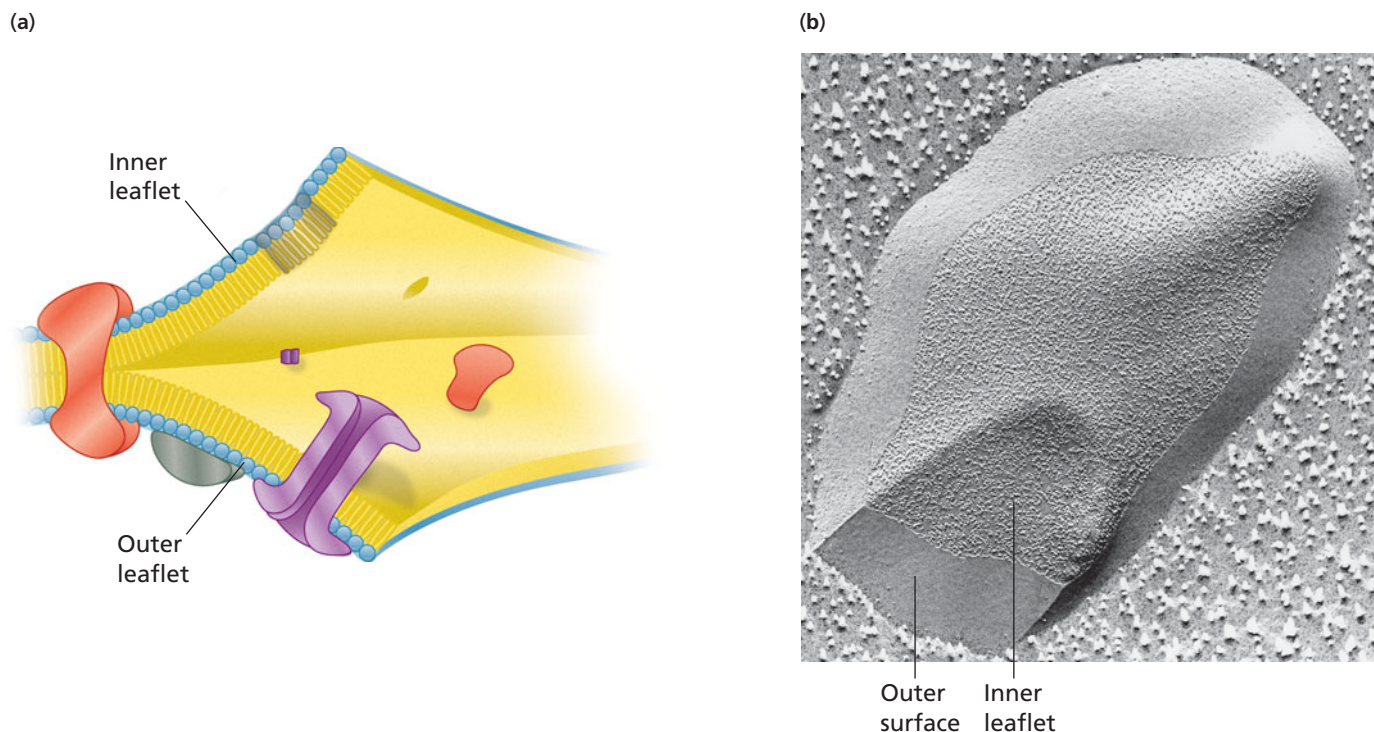 (a)
Inner
leaflet
Outer
leaflet
(b)
Outer
surface
Inner
leaflet